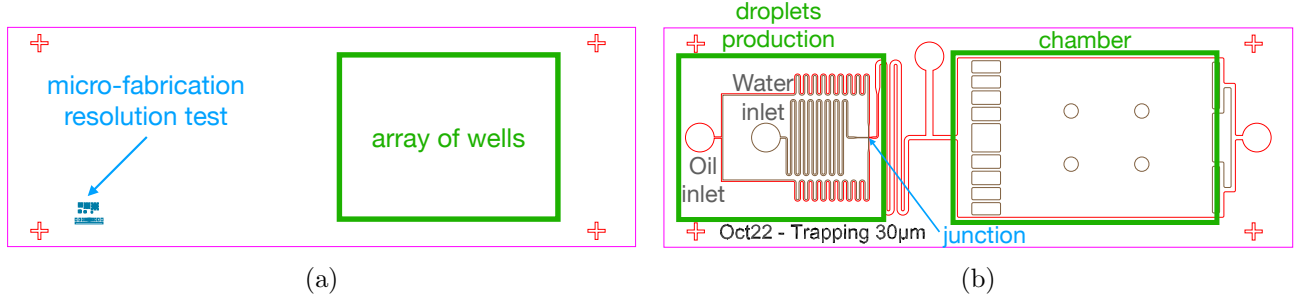 micro-fabrication
resolution test
array of wells
(a)
droplets
production
chamber
Water
inlet
Oil
inlet
Oct22 - Trapping 30µm
junction
(b)